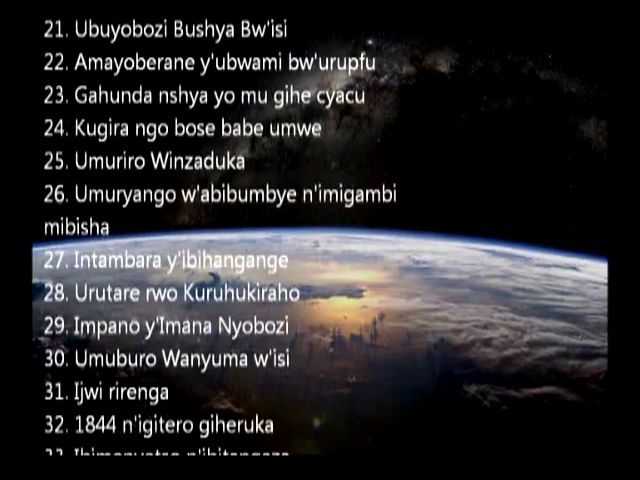 21. Ubuyobozi Bushya Bw'isi
22. Amayoberane y'ubwami bw'urupfu
23. Gahunda nshya yo mu gihe cyacu
24. Kugira ngo bose babe umwe
25. Umuriro Winzaduka
26. Umuryango w'abibumbye n'imigambi
mibisha
27. Intambara y'ibihangange
28. Urutare rwo Kuruhukiraho
29. Impano y'Imana Nyobozi
30. Umuburo Wanyuma w'isi
31. Ijwi rirenga
32. 1844 n'igitero giheruka
33.